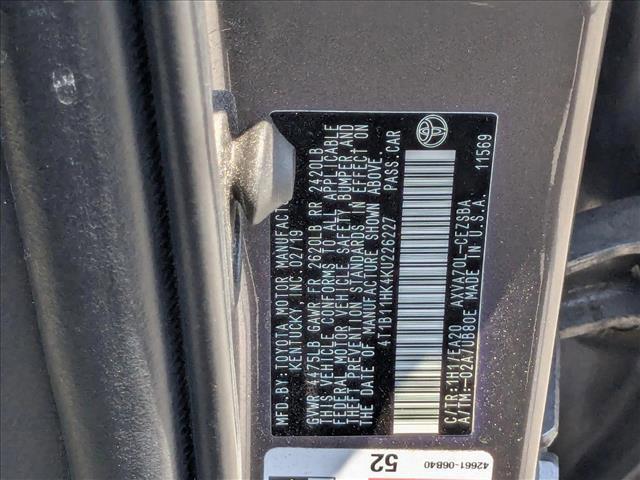 MFD.BY:TOYOTA MOTOR MANUFACT
KENTUCKY, INC. 02/19
GVWR 4475LB GAWR FR 2620LB RR 2420LB
THIS VEHICLE CONFORMS TO ALL APPLICABLE
FEDERAL MOTOR VEHICLE SAFETY, BUMPER, AND
THEFT PREVENTION STANDARDS IN EFFECT ON
THE DATE OF MANUFACTURE SHOWN ABOVE.
4T1B11HK4KU226227 PASS.CAR
C/TR:1H1/EA20 AXVA70L-CEZSBA
A/TM:-02A/UB80E MADE IN U.S.A. 11569
52
42661-06B40